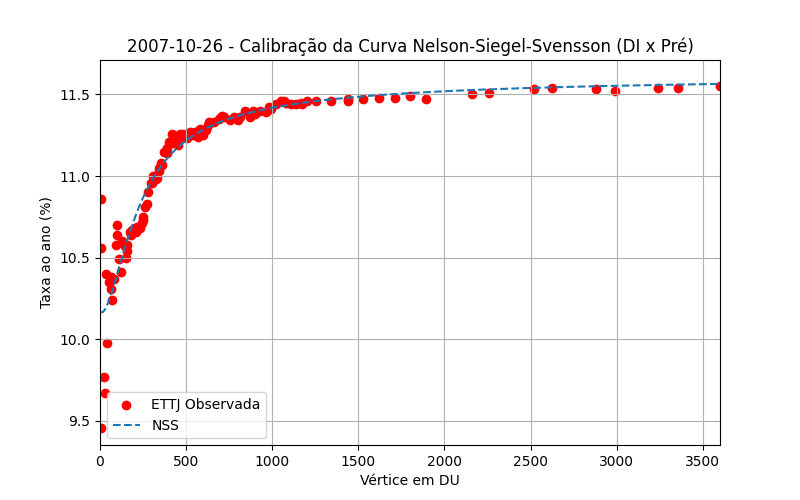 2007-10-26 - Calibração da Curva Nelson-Siegel-Svensson (DI x Pré)
Taxa ao ano (%)
11.5
11.0
10.5
10.0
9.5
ETTJ Observada
NSS
0 500 1000 1500 2000 2500 3000 3500
Vértice em DU